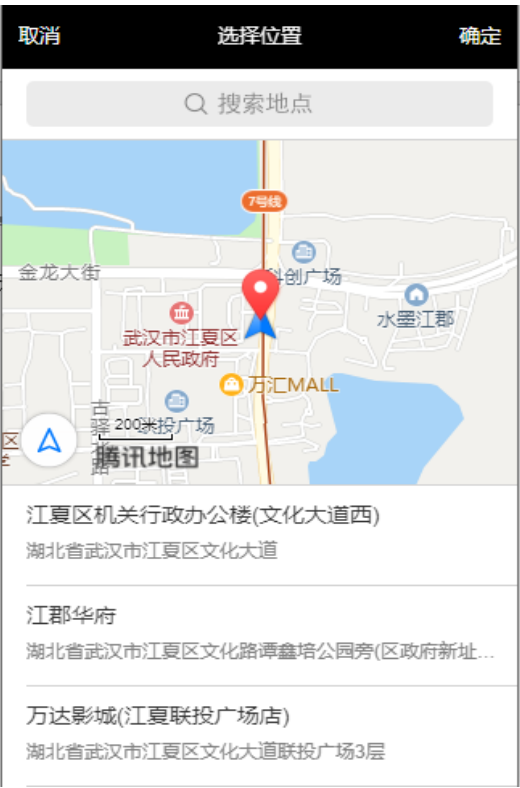 取消
选择位置
确定
搜索地点
7号线
科创广场
金龙大街
水墨江郡
武汉市江夏区
人民政府
万汇MALL
古驿北路
200米
联投广场
区
学
腾讯地图
江夏区机关行政办公楼(文化大道西)
湖北省武汉市江夏区文化大道
江郡华府
湖北省武汉市江夏区文化路谭鑫培公园旁(区政府新址...
万达影城(江夏联投广场店)
湖北省武汉市江夏区文化大道联投广场3层